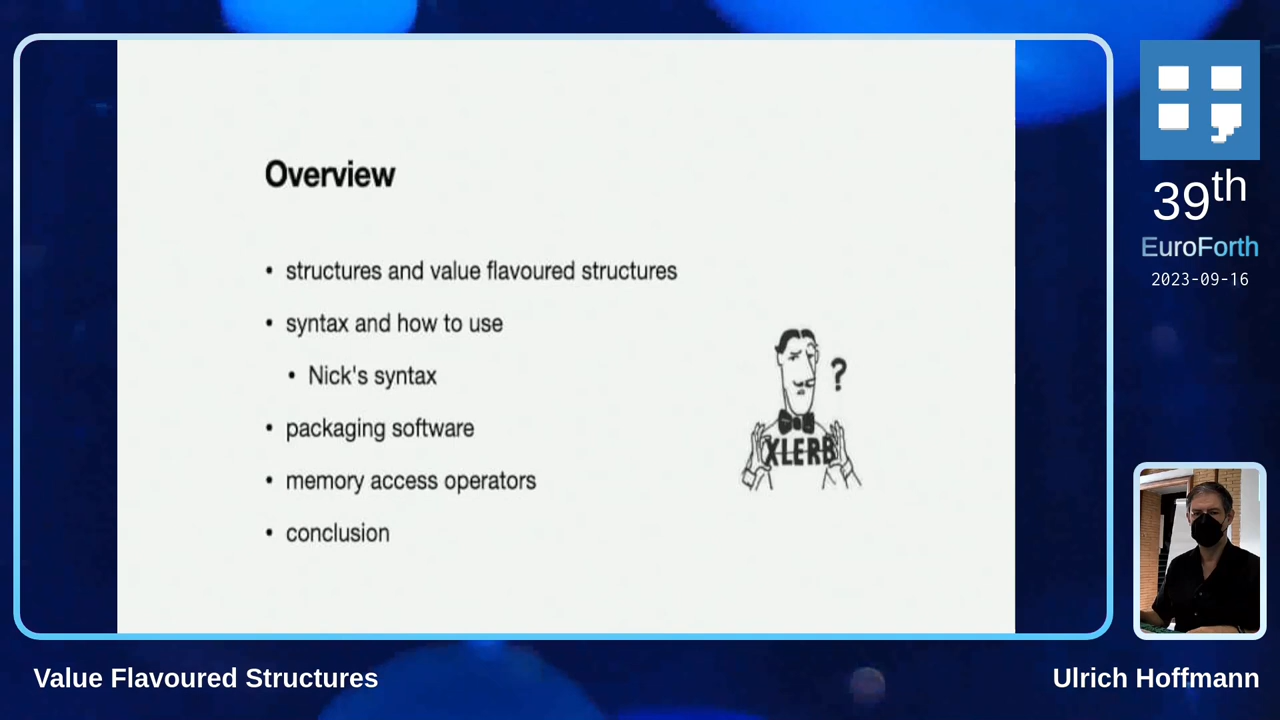 Overview
• structures and value flavoured structures
• syntax and how to use
• Nick's syntax
• packaging software
• memory access operators
• conclusion
?
XLERB
39th
EuroForth
2023-09-16
Value Flavoured Structures
Ulrich Hoffmann